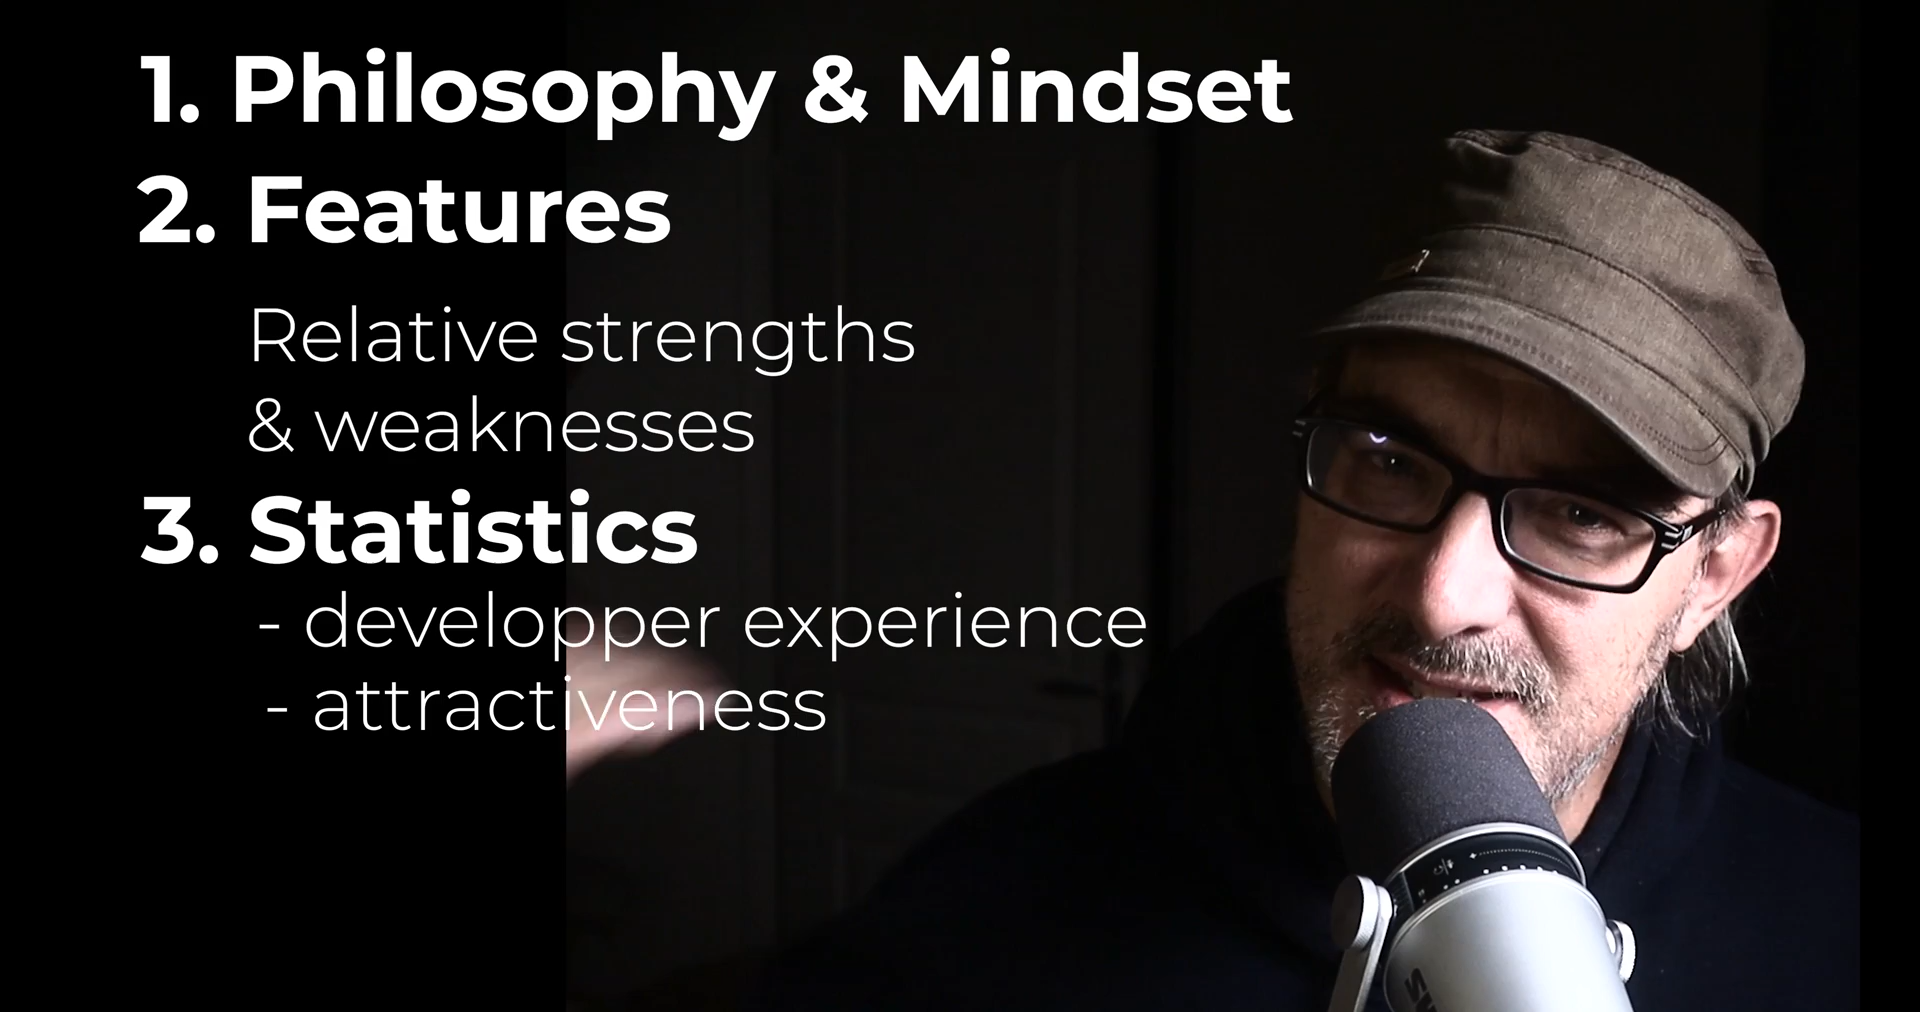 1. Philosophy & Mindset
2. Features
Relative strengths
& weaknesses
3. Statistics
- developper experience
- attractiveness